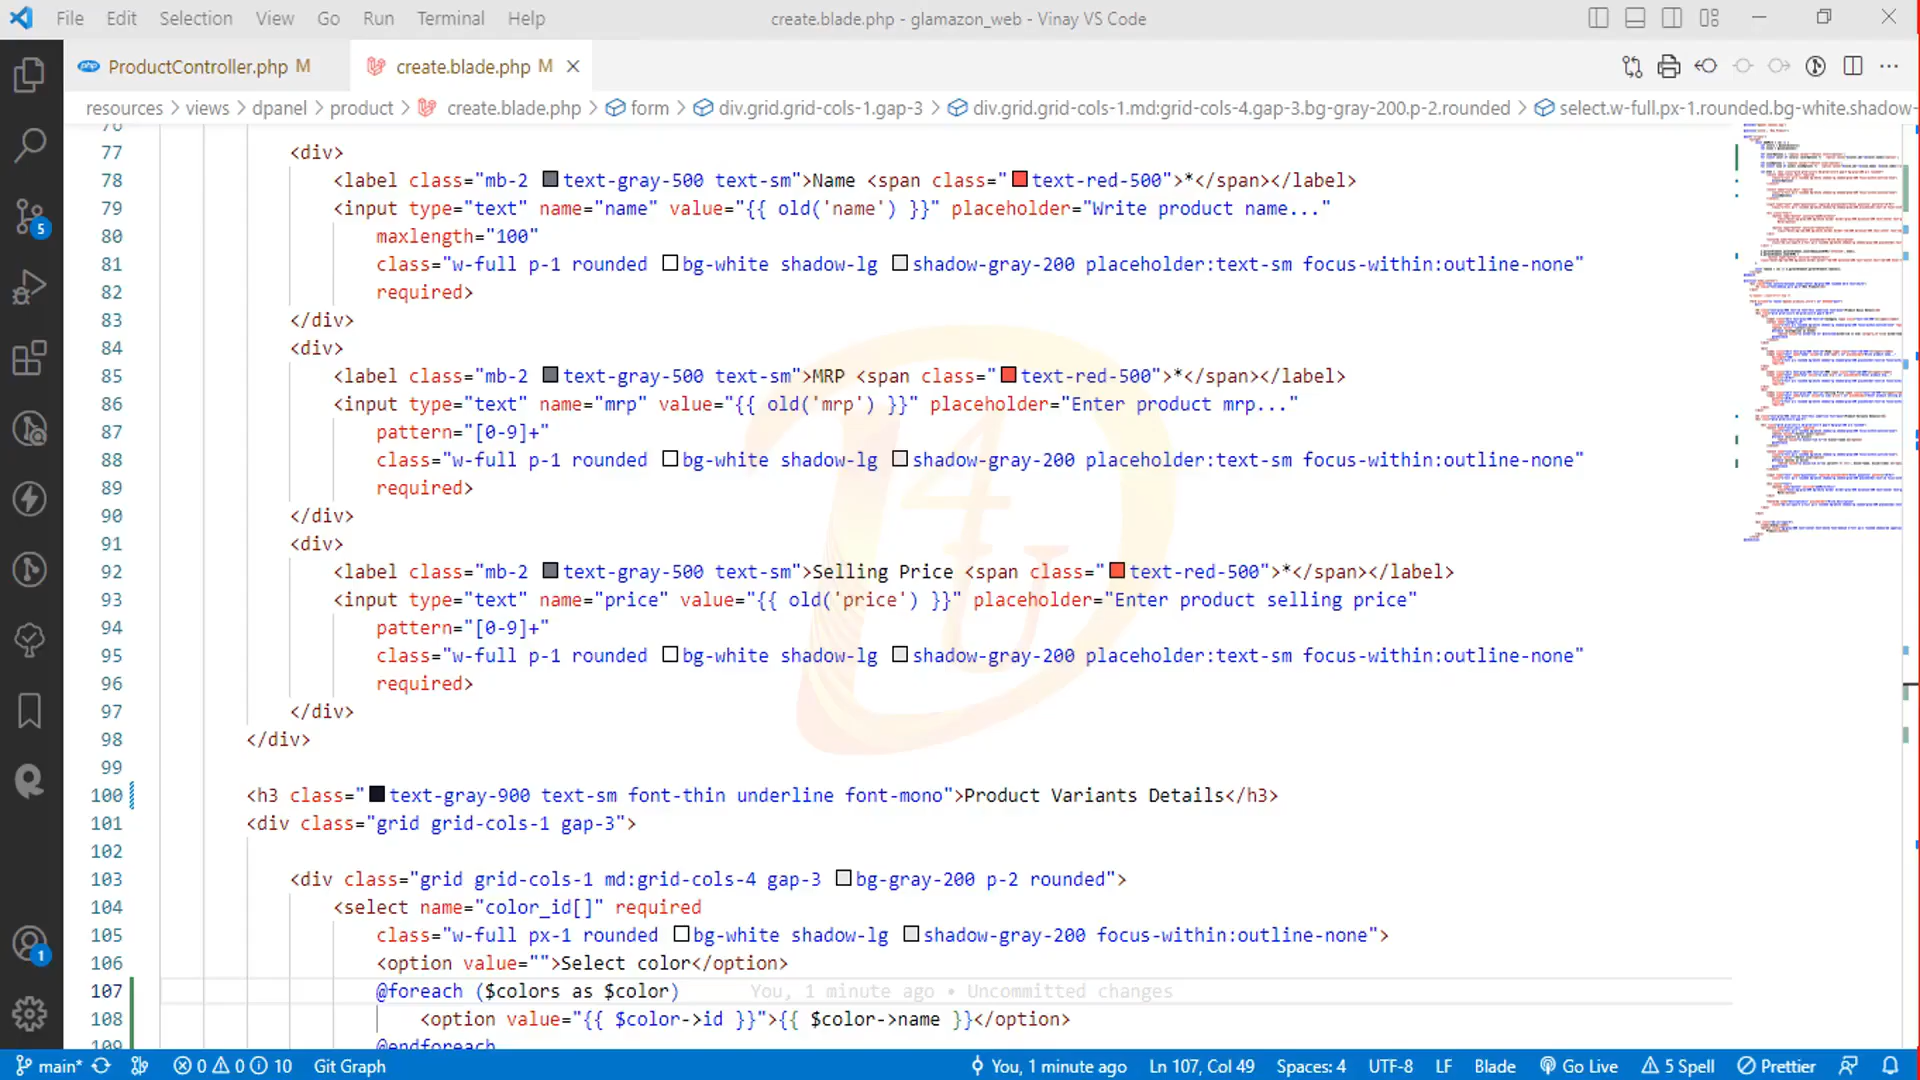 File Edit Selection View Go Run Terminal Help create.blade.php - glamazon_web - Vinay VS Code
ProductController.php M create.blade.php M
resources > views > dpanel > product > create.blade.php > form > div.grid.grid-cols-1.gap-3 > div.grid.grid-cols-1.md:grid-cols-4.gap-3.bg-gray-200.p-2.rounded > select.w-full.px-1.rounded.bg-white.shadow-
76
77 <div>
78 <label class="mb-2 text-gray-500 text-sm">Name <span class="text-red-500">*</span></label>
79 <input type="text" name="name" value="{{ old('name') }}" placeholder="Write product name..."
80 maxlength="100"
81 class="w-full p-1 rounded bg-white shadow-lg shadow-gray-200 placeholder:text-sm focus-within:outline-none"
82 required>
83 </div>
84 <div>
85 <label class="mb-2 text-gray-500 text-sm">MRP <span class="text-red-500">*</span></label>
86 <input type="text" name="mrp" value="{{ old('mrp') }}" placeholder="Enter product mrp..."
87 pattern="[0-9]+"
88 class="w-full p-1 rounded bg-white shadow-lg shadow-gray-200 placeholder:text-sm focus-within:outline-none"
89 required>
90 </div>
91 <div>
92 <label class="mb-2 text-gray-500 text-sm">Selling Price <span class="text-red-500">*</span></label>
93 <input type="text" name="price" value="{{ old('price') }}" placeholder="Enter product selling price"
94 pattern="[0-9]+"
95 class="w-full p-1 rounded bg-white shadow-lg shadow-gray-200 placeholder:text-sm focus-within:outline-none"
96 required>
97 </div>
98 </div>
99
100 <h3 class="text-gray-900 text-sm font-thin underline font-mono">Product Variants Details</h3>
101 <div class="grid grid-cols-1 gap-3">
102
103 <div class="grid grid-cols-1 md:grid-cols-4 gap-3 bg-gray-200 p-2 rounded">
104 <select name="color_id[]" required
105 class="w-full px-1 rounded bg-white shadow-lg shadow-gray-200 focus-within:outline-none">
106 <option value="">Select color</option>
107 @foreach ($colors as $color) You, 1 minute ago • Uncommitted changes
108 <option value="{{ $color->id }}">{{ $color->name }}</option>
109 @endforeach
5
1
4
U
main* 0 0 10 Git Graph You, 1 minute ago Ln 107, Col 49 Spaces: 4 UTF-8 LF Blade Go Live 5 Spell Prettier